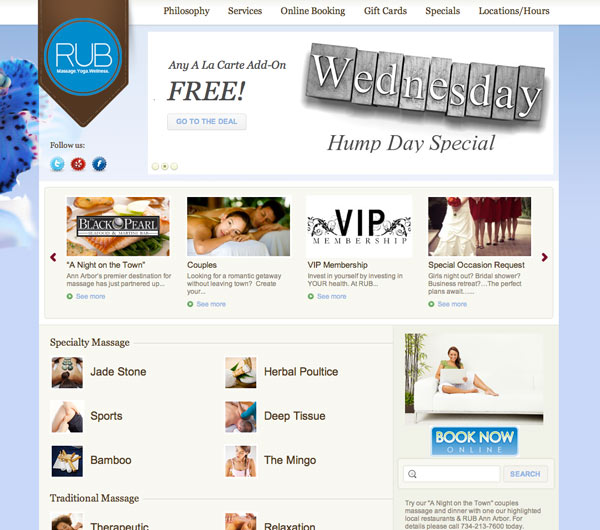 Philosophy Services Online Booking Gift Cards Specials Locations/Hours
RUB
Massage.Yoga.Wellness.
Follow us:
Any A La Carte Add-On
FREE!
GO TO THE DEAL
Wednesday
Hump Day Special
BLACK PEARL
SEAFOOD & MARTINI BAR
VIP
MEMBERSHIP
"A Night on the Town"
Ann Arbor's premier destination for
massage has just partnered up...
See more
Couples
Looking for a romantic getaway
without leaving town? Create
your...
See more
VIP Membership
Invest in yourself by investing in
YOUR health. At RUB...
See more
Special Occasion Request
Girls night out? Bridal shower?
Business retreat?…The perfect
plans await…...
See more
Specialty Massage
Jade Stone
Herbal Poultice
Sports
Deep Tissue
Bamboo
The Mingo
Traditional Massage
Therapeutic
Relaxation
BOOK NOW
ONLINE
SEARCH
Try our "A Night on the Town" couples
massage and dinner with one our highlighted
local restaurants & RUB Ann Arbor. For
details please call 734-213-7600 today!